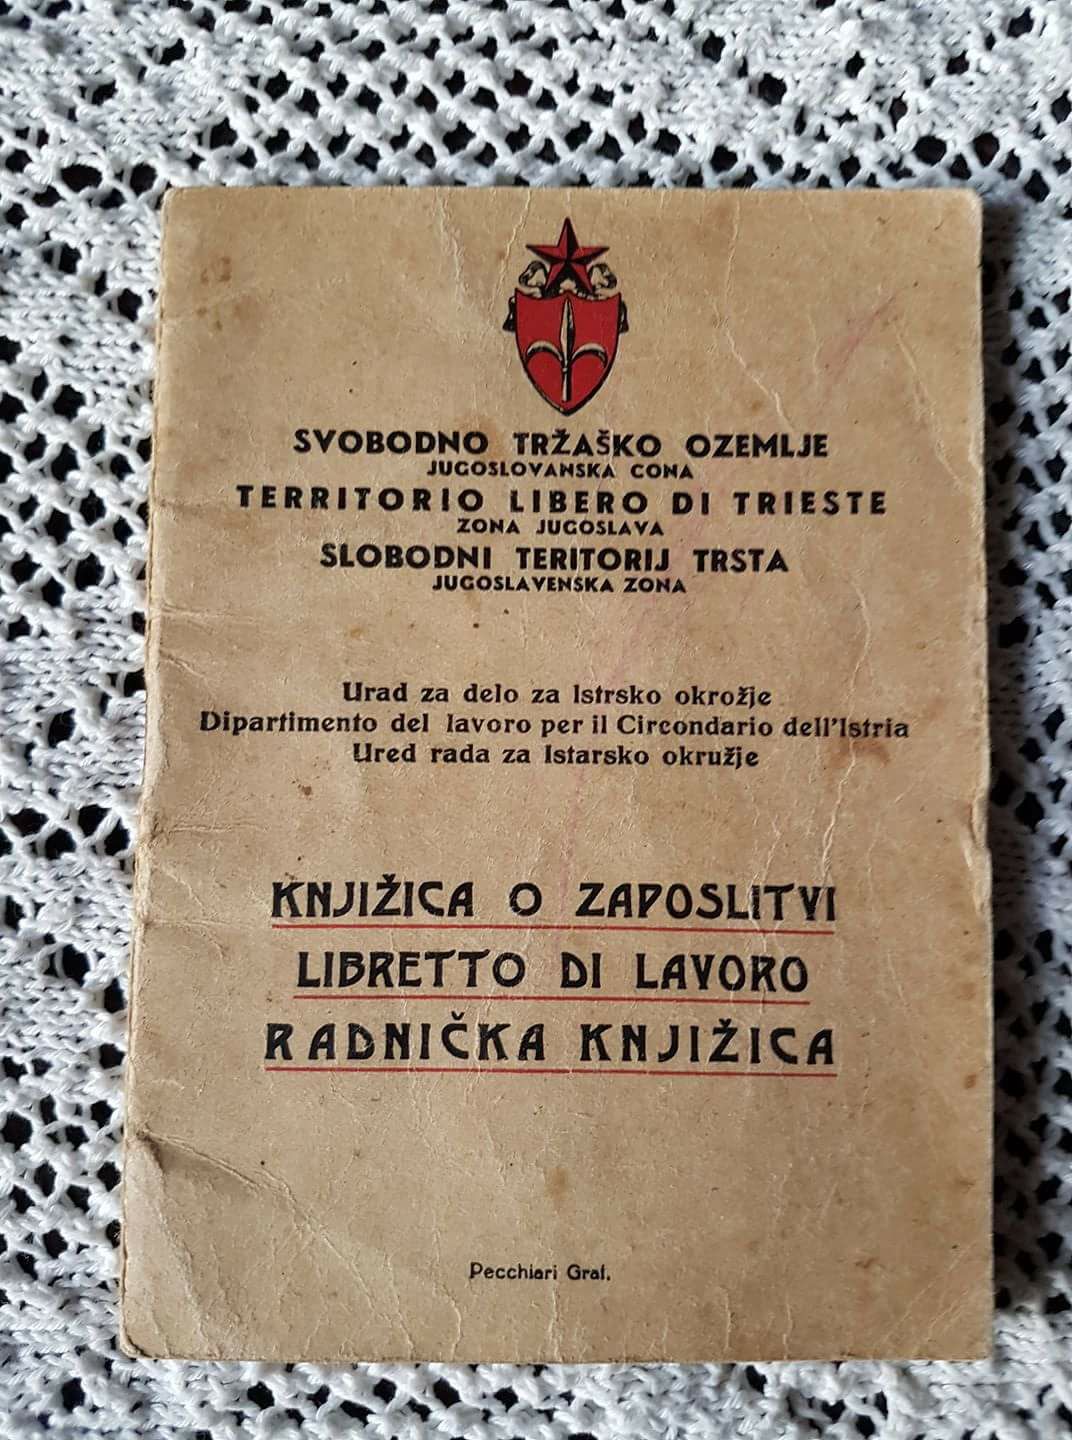 SVOBODNO TRŽAŠKO OZEMLJE
JUGOSLOVANSKA CONA
TERRITORIO LIBERO DI TRIESTE
ZONA JUGOSLAVA
SLOBODNI TERITORIJ TRSTA
JUGOSLAVENSKA ZONA
Urad za delo za Istrsko okrožje
Dipartimento del lavoro per il Circondario dell'Istria
Ured rada za Istarsko okružje
KNJIŽICA O ZAPOSLITVI
LIBRETTO DI LAVORO
RADNIČKA KNJIŽICA
Pecchiari Graf.